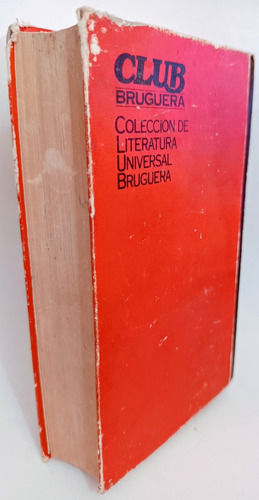 CLUB
BRUGUERA
COLECCION DE
LITERATURA
UNIVERSAL
BRUGUERA